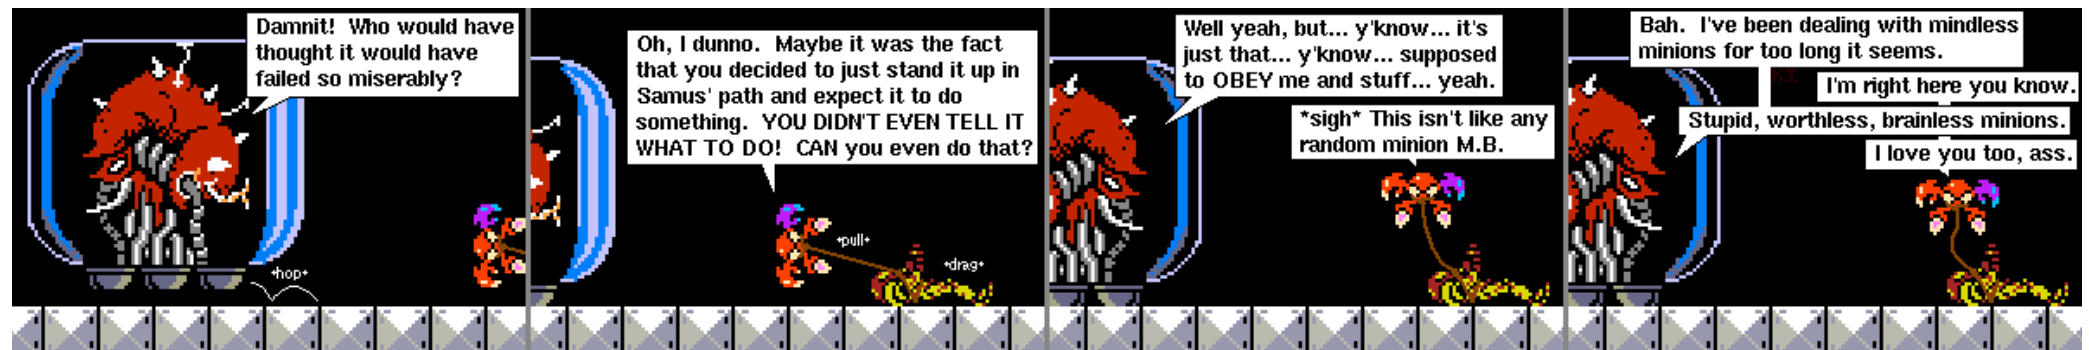 Damnit! Who would have
thought it would have
failed so miserably?
*hop*
Oh, I dunno. Maybe it was the fact
that you decided to just stand it up in
Samus' path and expect it to do
something. YOU DIDN'T EVEN TELL IT
WHAT TO DO! CAN you even do that?
*pull*
*drag*
Well yeah, but... y'know... it's
just that... y'know... supposed
to OBEY me and stuff... yeah.
*sigh* This isn't like any
random minion M.B.
Bah. I've been dealing with mindless
minions for too long it seems.
I'm right here you know.
Stupid, worthless, brainless minions.
I love you too, ass.